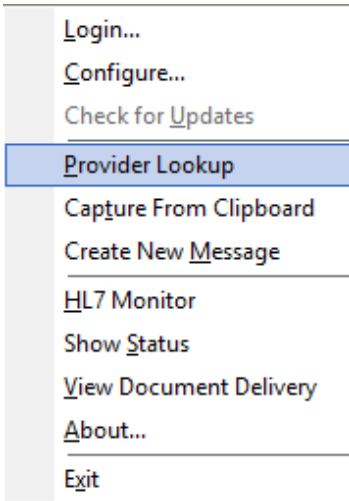 Login...
Configure...
Check for Updates
Provider Lookup
Capture From Clipboard
Create New Message
HL7 Monitor
Show Status
View Document Delivery
About...
Exit